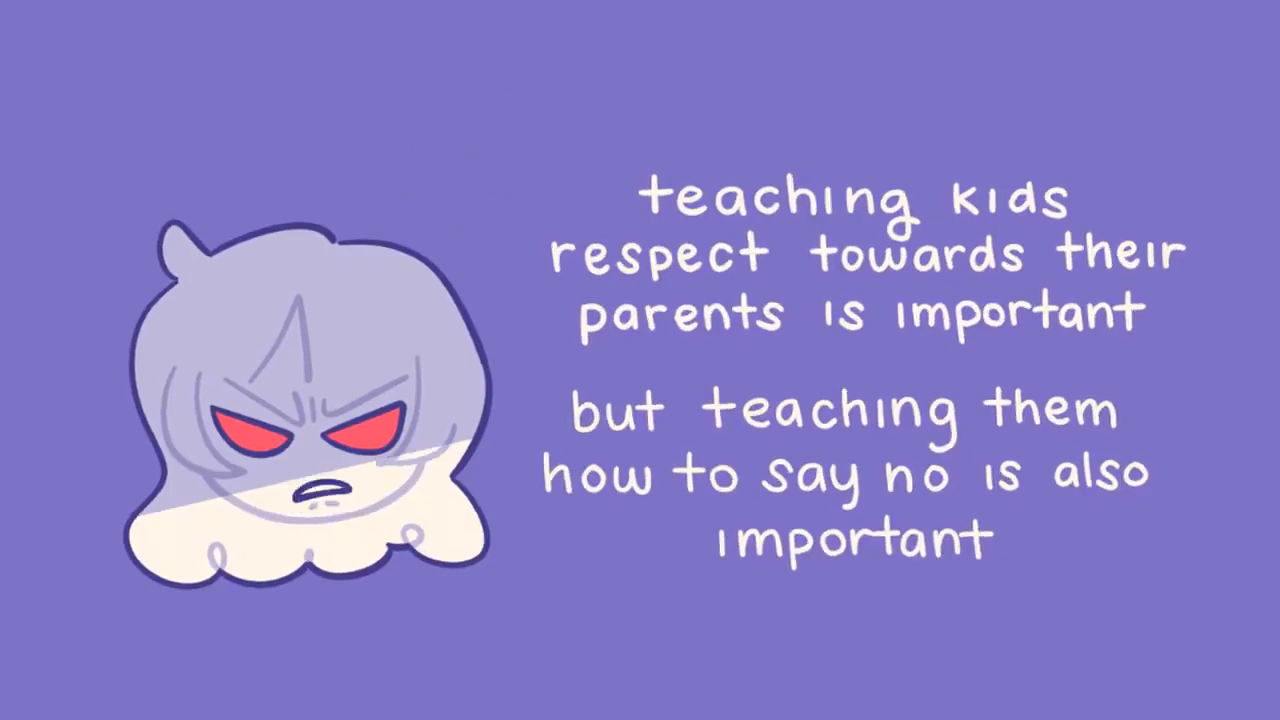 teaching kids
respect towards their
parents is important
but teaching them
how to say no is also
important